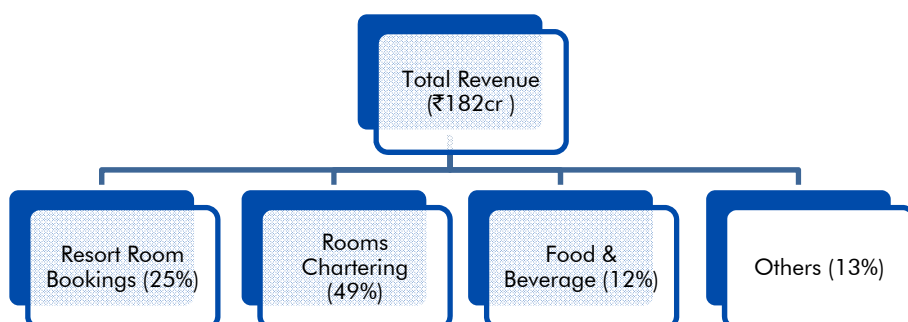 Total Revenue
(₹182cr )
Resort Room
Bookings (25%)
Rooms
Chartering
(49%)
Food &
Beverage (12%)
Others (13%)